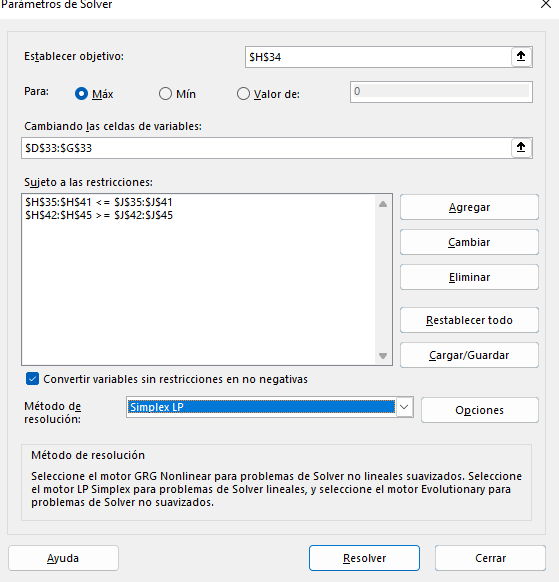 Parámetros de Solver
Establecer objetivo:
$H$34
Para:
Máx
Mín
Valor de:
0
Cambiando las celdas de variables:
$D$33:$G$33
Sujeto a las restricciones:
$H$35:$H$41 <= $J$35:$J$41
$H$42:$H$45 >= $J$42:$J$45
Agregar
Cambiar
Eliminar
Restablecer todo
Cargar/Guardar
Convertir variables sin restricciones en no negativas
Método de
resolución:
Simplex LP
Opciones
Método de resolución
Seleccione el motor GRG Nonlinear para problemas de Solver no lineales suavizados. Seleccione
el motor LP Simplex para problemas de Solver lineales, y seleccione el motor Evolutionary para
problemas de Solver no suavizados.
Ayuda
Resolver
Cerrar